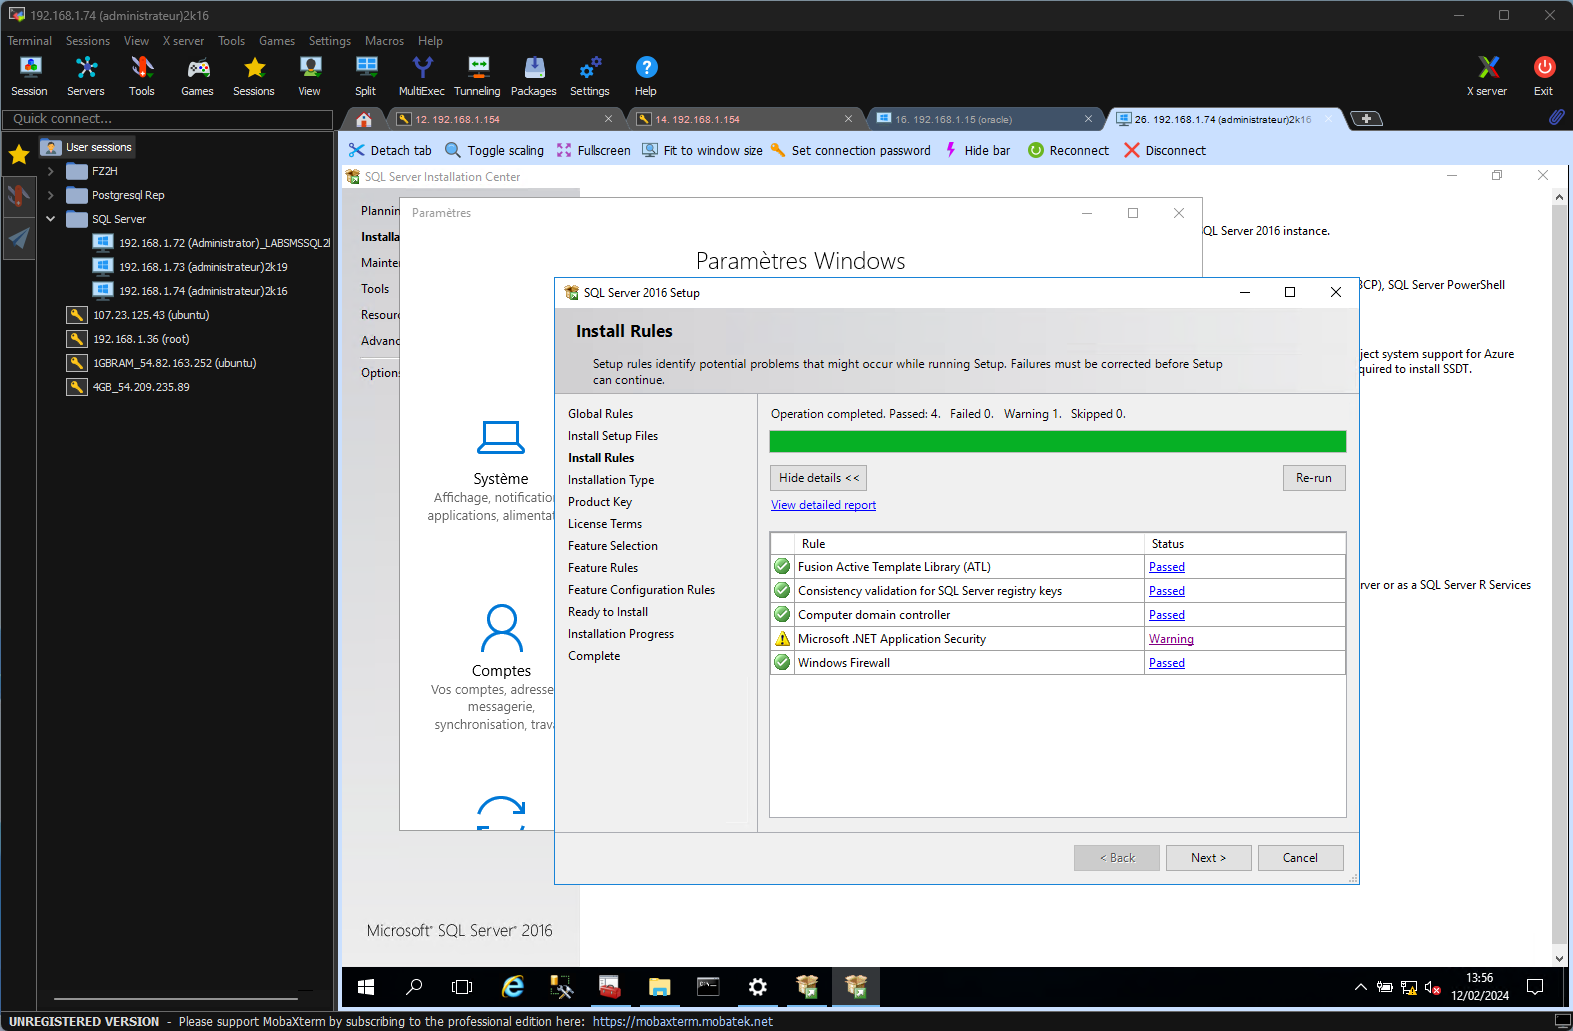 192.168.1.74 (administrateur)2k16
Terminal Sessions View X server Tools Games Settings Macros Help
Session Servers Tools Games Sessions View Split MultiExec Tunneling Packages Settings Help X server Exit
Quick connect...
12. 192.168.1.154
14. 192.168.1.154
16. 192.168.1.15 (oracle)
26. 192.168.1.74 (administrateur)2k16
Detach tab Toggle scaling Fullscreen Fit to window size Set connection password Hide bar Reconnect Disconnect
User sessions
FZ2H
Postgresql Rep
SQL Server
192.168.1.72 (Administrator)_LABSMSSQL2
192.168.1.73 (administrateur)2k19
192.168.1.74 (administrateur)2k16
107.23.125.43 (ubuntu)
192.168.1.36 (root)
1GBRAM_54.82.163.252 (ubuntu)
4GB_54.209.235.89
SQL Server Installation Center
Plannin
Installa
Mainte
Tools
Resour
Advanc
Options
Microsoft® SQL Server® 2016
QL Server 2016 instance.
BCP), SQL Server PowerShell
ject system support for Azure
quired to install SSDT.
rver or as a SQL Server R Services
Paramètres
Paramètres Windows
Système
Affichage, notification
applications, alimentat
Comptes
Vos comptes, adresse
messagerie,
synchronisation, trava
SQL Server 2016 Setup
Install Rules
Setup rules identify potential problems that might occur while running Setup. Failures must be corrected before Setup
can continue.
Global Rules
Install Setup Files
Install Rules
Installation Type
Product Key
License Terms
Feature Selection
Feature Rules
Feature Configuration Rules
Ready to Install
Installation Progress
Complete
Operation completed. Passed: 4. Failed 0. Warning 1. Skipped 0.
Hide details <<
Re-run
View detailed report
Rule Status
Fusion Active Template Library (ATL) Passed
Consistency validation for SQL Server registry keys Passed
Computer domain controller Passed
Microsoft .NET Application Security Warning
Windows Firewall Passed
< Back Next > Cancel
13:56
12/02/2024
UNREGISTERED VERSION - Please support MobaXterm by subscribing to the professional edition here: https://mobaxterm.mobatek.net